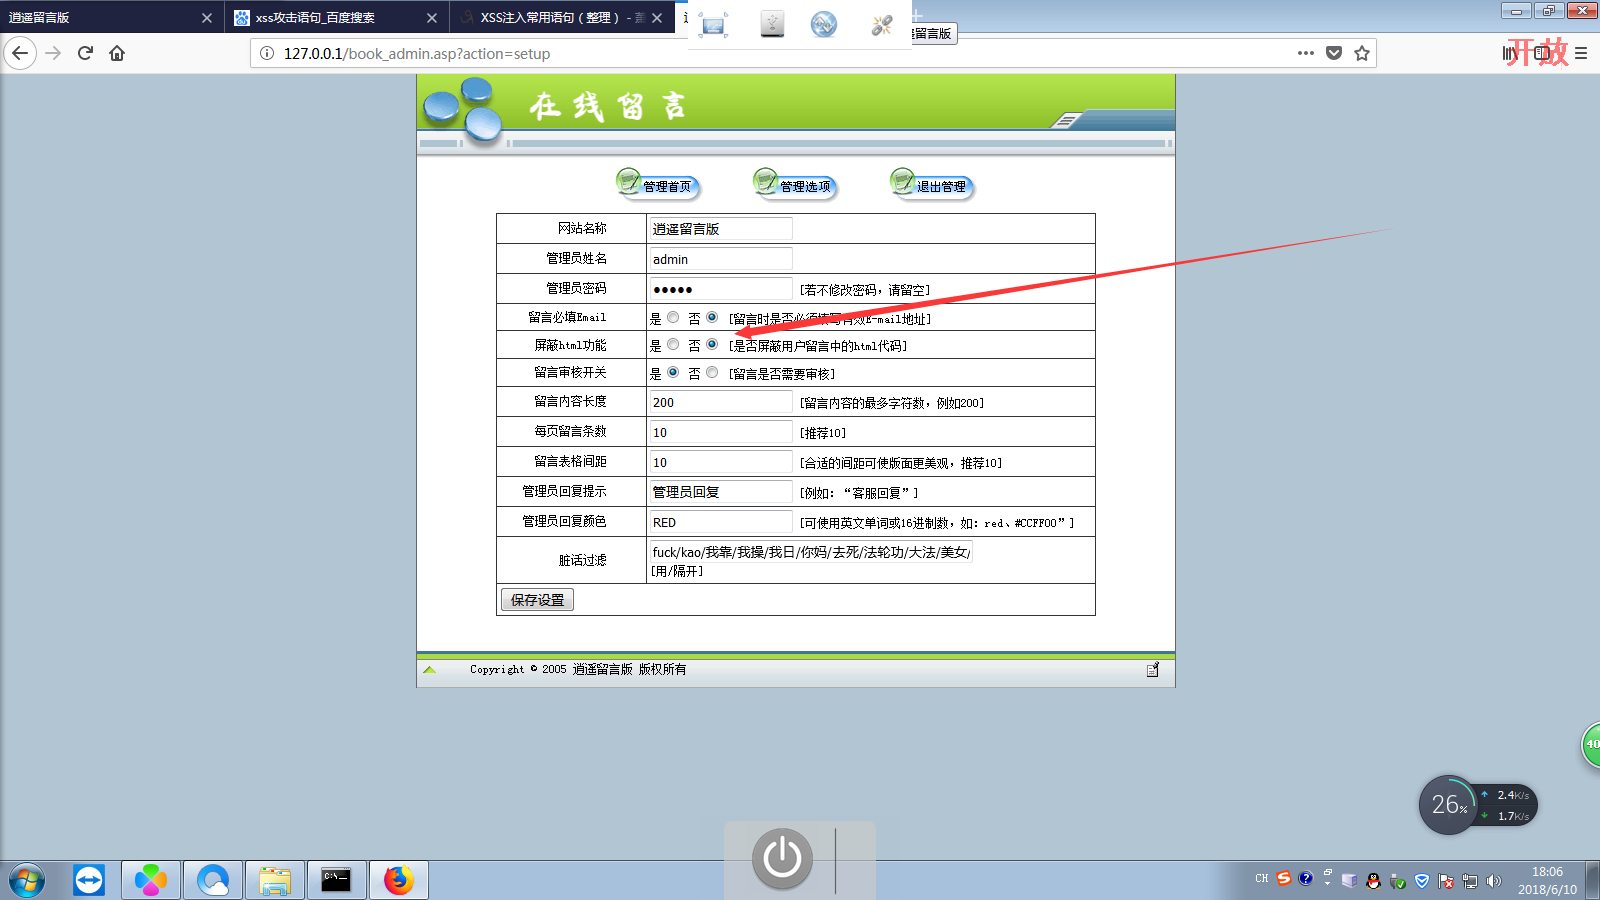 逍遥留言版
xss攻击语句_百度搜索
XSS注入常用语句（整理） -
留言版
127.0.0.1/book_admin.asp?action=setup
开放
在线留言
管理首页
管理选项
退出管理
网站名称 逍遥留言版
管理员姓名 admin
管理员密码 ●●●●● [若不修改密码，请留空]
留言必填Email 是 否 [留言时是否必须填写有效E-mail地址]
屏蔽html功能 是 否 [是否屏蔽用户留言中的html代码]
留言审核开关 是 否 [留言是否需要审核]
留言内容长度 200 [留言内容的最多字符数，例如200]
每页留言条数 10 [推荐10]
留言表格间距 10 [合适的间距可使版面更美观，推荐10]
管理员回复提示 管理员回复 [例如：“客服回复”]
管理员回复颜色 RED [可使用英文单词或16进制数，如：red、#CCFF00”]
脏话过滤 fuck/kao/我靠/我操/我日/你妈/去死/法轮功/大法/美女/
[用/隔开]
保存设置
Copyright © 2005 逍遥留言版 版权所有
40
26%
2.4K/s
1.7K/s
C:\_
CH
18:06
2018/6/10